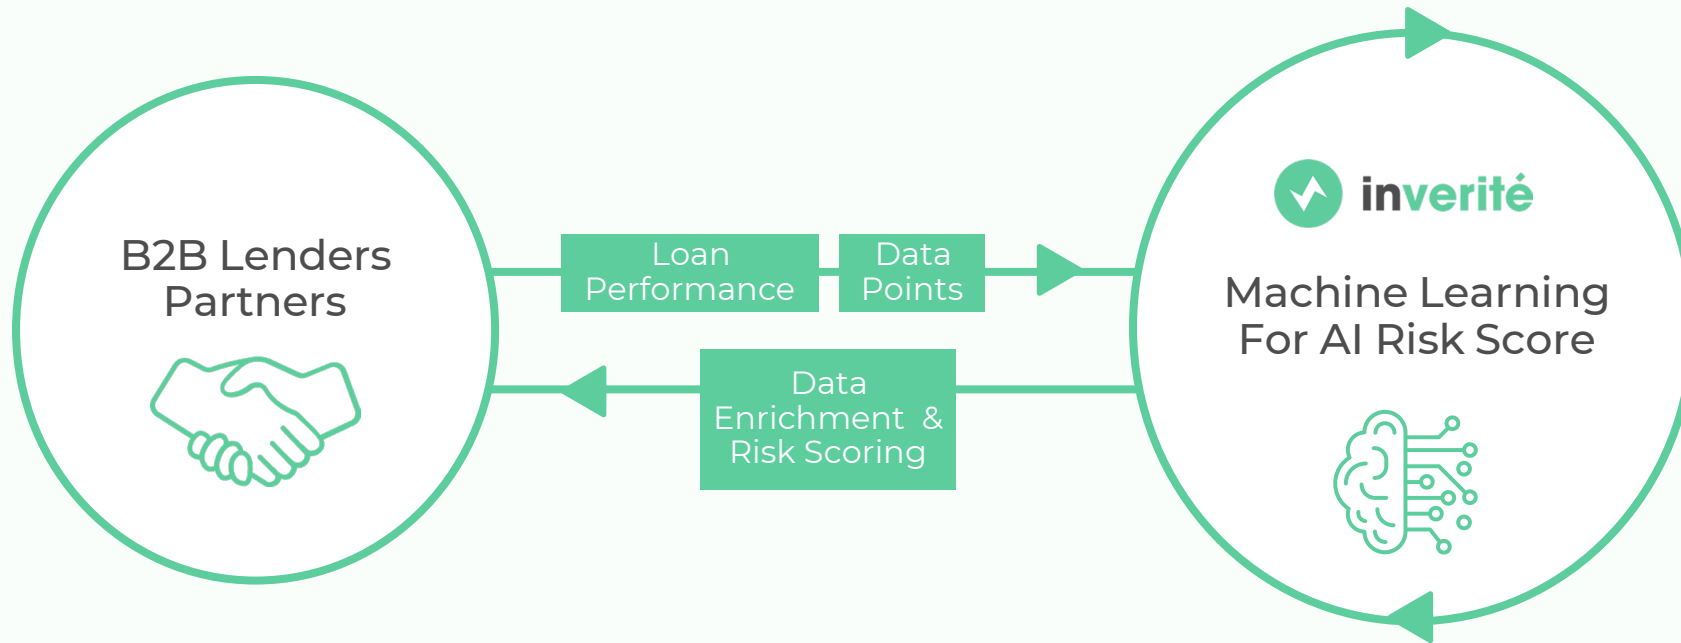 B2B Lenders
Partners
Loan
Performance
Data
Points
Data
Enrichment &
Risk Scoring
inverité
Machine Learning
For AI Risk Score